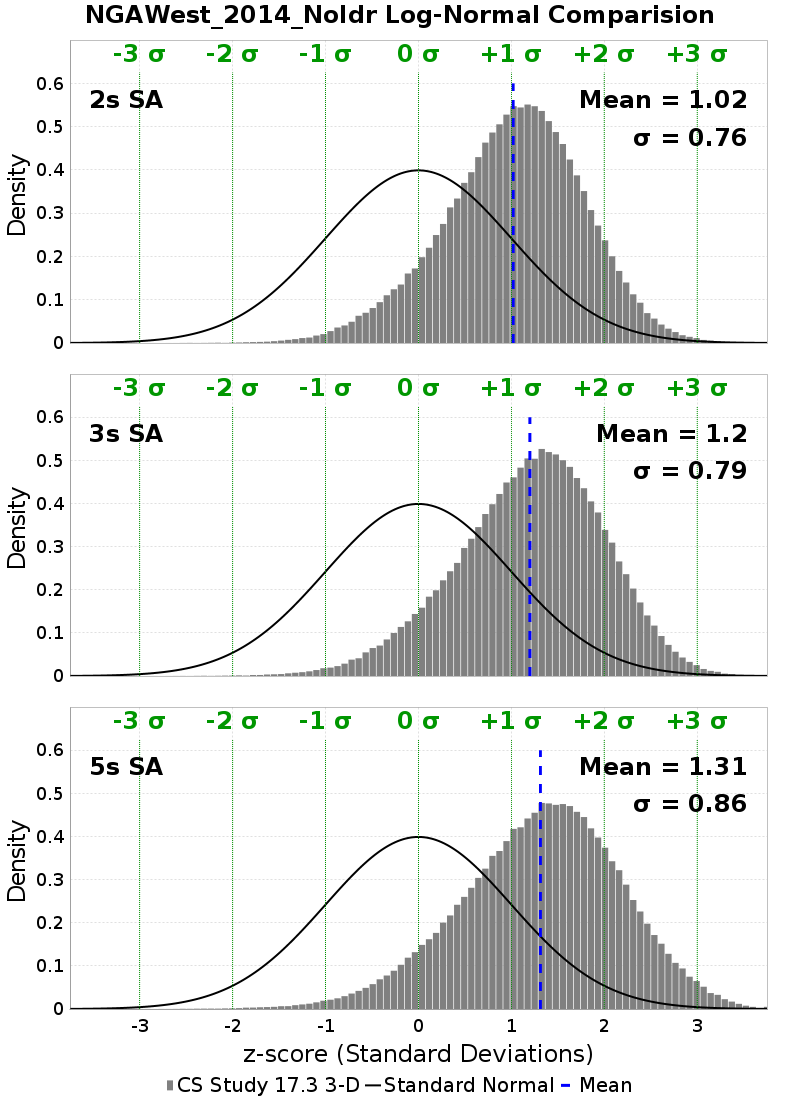 NGAWest_2014_NoIdr Log-Normal Comparision
-3 σ -2 σ -1 σ 0 σ +1 σ +2 σ +3 σ
0.6
2s SA
Mean = 1.02
0.5
σ = 0.76
0.4
0.3
0.2
0.1
0
Density
-3 σ -2 σ -1 σ 0 σ +1 σ +2 σ +3 σ
0.6
3s SA
Mean = 1.2
0.5
σ = 0.79
0.4
0.3
0.2
0.1
0
Density
-3 σ -2 σ -1 σ 0 σ +1 σ +2 σ +3 σ
0.6
5s SA
Mean = 1.31
0.5
σ = 0.86
0.4
0.3
0.2
0.1
0
Density
-3 -2 -1 0 1 2 3
z-score (Standard Deviations)
CS Study 17.3 3-D Standard Normal Mean